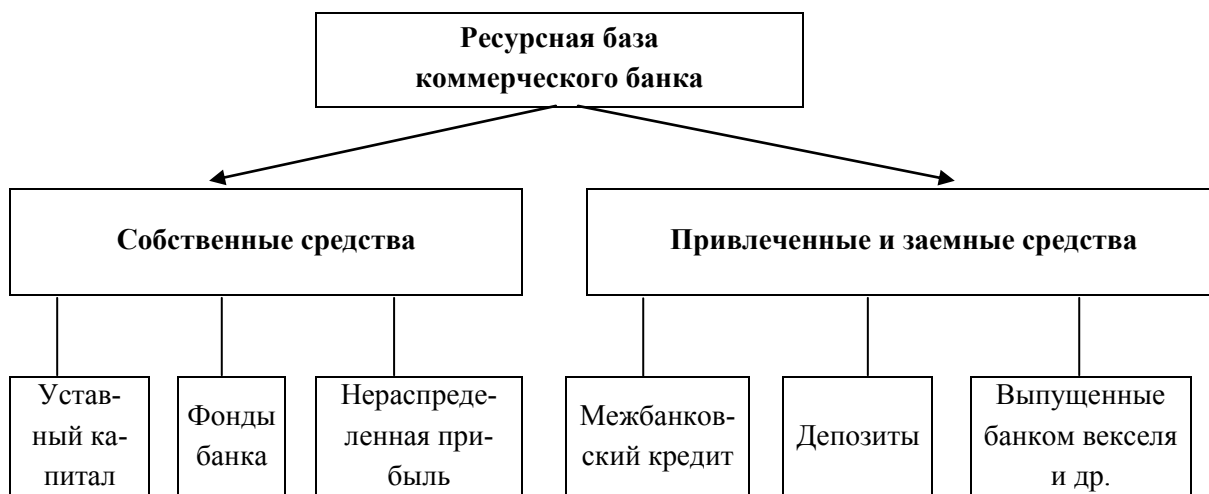 Ресурсная база
коммерческого банка
Собственные средства
Привлеченные и заемные средства
Устав-
ный ка-
питал
Фонды
банка
Нераспреде-
ленная при-
быль
Межбанков-
ский кредит
Депозиты
Выпущенные
банком векселя
и др.